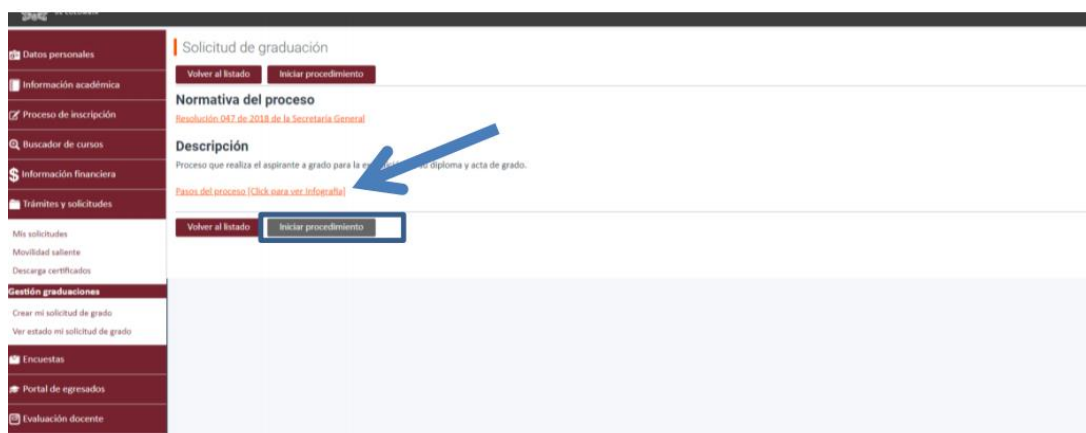 DE COLOMBIA
Datos personales
Información académica
Proceso de inscripción
Buscador de cursos
Información financiera
Trámites y solicitudes
Mis solicitudes
Movilidad saliente
Descarga certificados
Gestión graduaciones
Crear mi solicitud de grado
Ver estado mi solicitud de grado
Encuestas
Portal de egresados
Evaluación docente
Solicitud de graduación
Volver al listado Iniciar procedimiento
Normativa del proceso
Resolución 047 de 2018 de la Secretaría General
Descripción
Proceso que realiza el aspirante a grado para la diploma y acta de grado.
Pasos del proceso [Click para ver Infografía]
Volver al listado Iniciar procedimiento